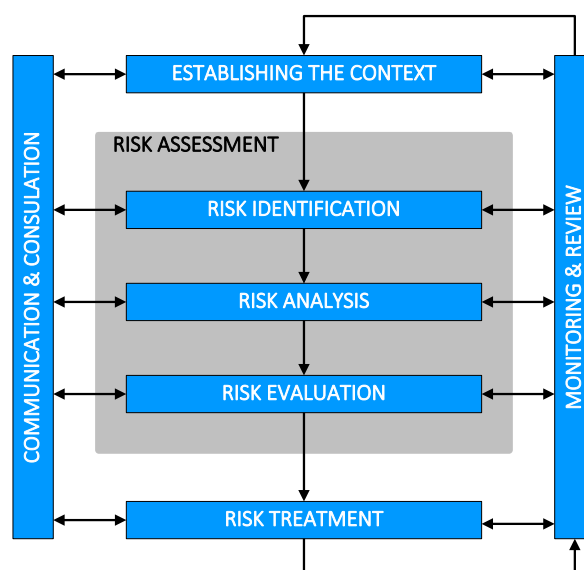 ESTABLISHING THE CONTEXT
RISK ASSESSMENT
RISK IDENTIFICATION
RISK ANALYSIS
RISK EVALUATION
RISK TREATMENT
COMMUNICATION & CONSULATION
MONITORING & REVIEW